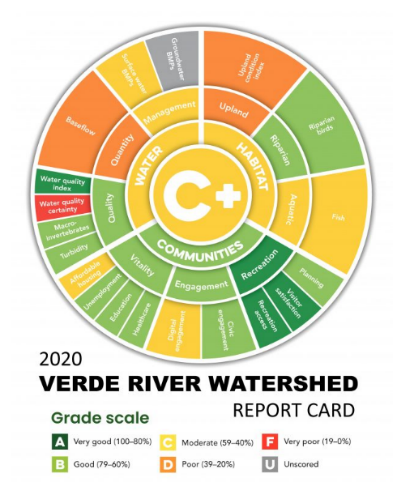 Surface water
BMPs
Groundwater
BMPs
Upland
condition
index
Riparian
birds
Fish
Baseflow
Water quality
index
Water quality
certainty
Macro-
invertebrates
Turbidity
Affordable
housing
Unemployment
Education
Healthcare
Digital
Civic
engagement
Recreation
access
Visitor
satisfaction
Planning
Management
Quantity
Quality
Upland
Riparian
Aquatic
Vitality
Engagement
Recreation
WATER
HABITAT
COMMUNITIES
C+
2020
VERDE RIVER WATERSHED
REPORT CARD
Grade scale
A Very good (100–80%)
C Moderate (59–40%)
F Very poor (19–0%)
B Good (79–60%)
D Poor (39–20%)
U Unscored